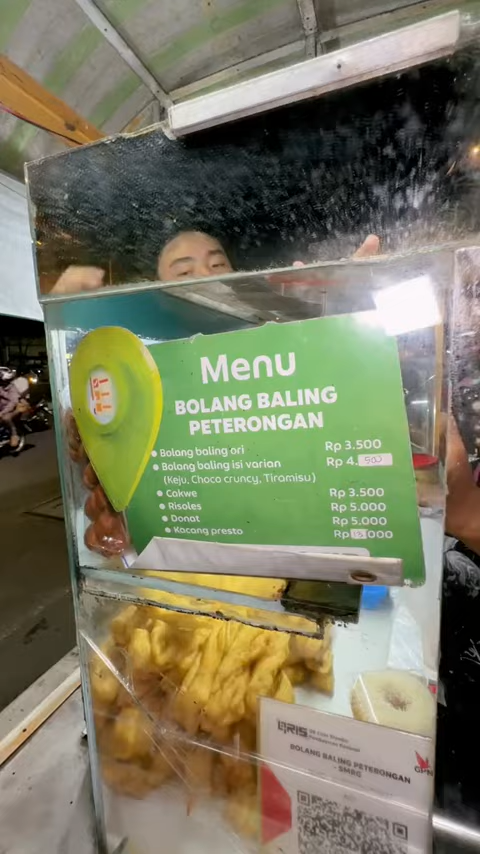 Menu
BOLANG BALING
PETERONGAN
• Bolang baling ori Rp 3.500
• Bolang baling isi varian Rp 4.500
(Keju, Choco cruncy, Tiramisu)
• Cakwe Rp 3.500
• Risoles Rp 5.000
• Donat Rp 5.000
• Kacang presto Rp 15.000
QRIS
BOLANG BALING PETERONGAN
- SMRG
GPN